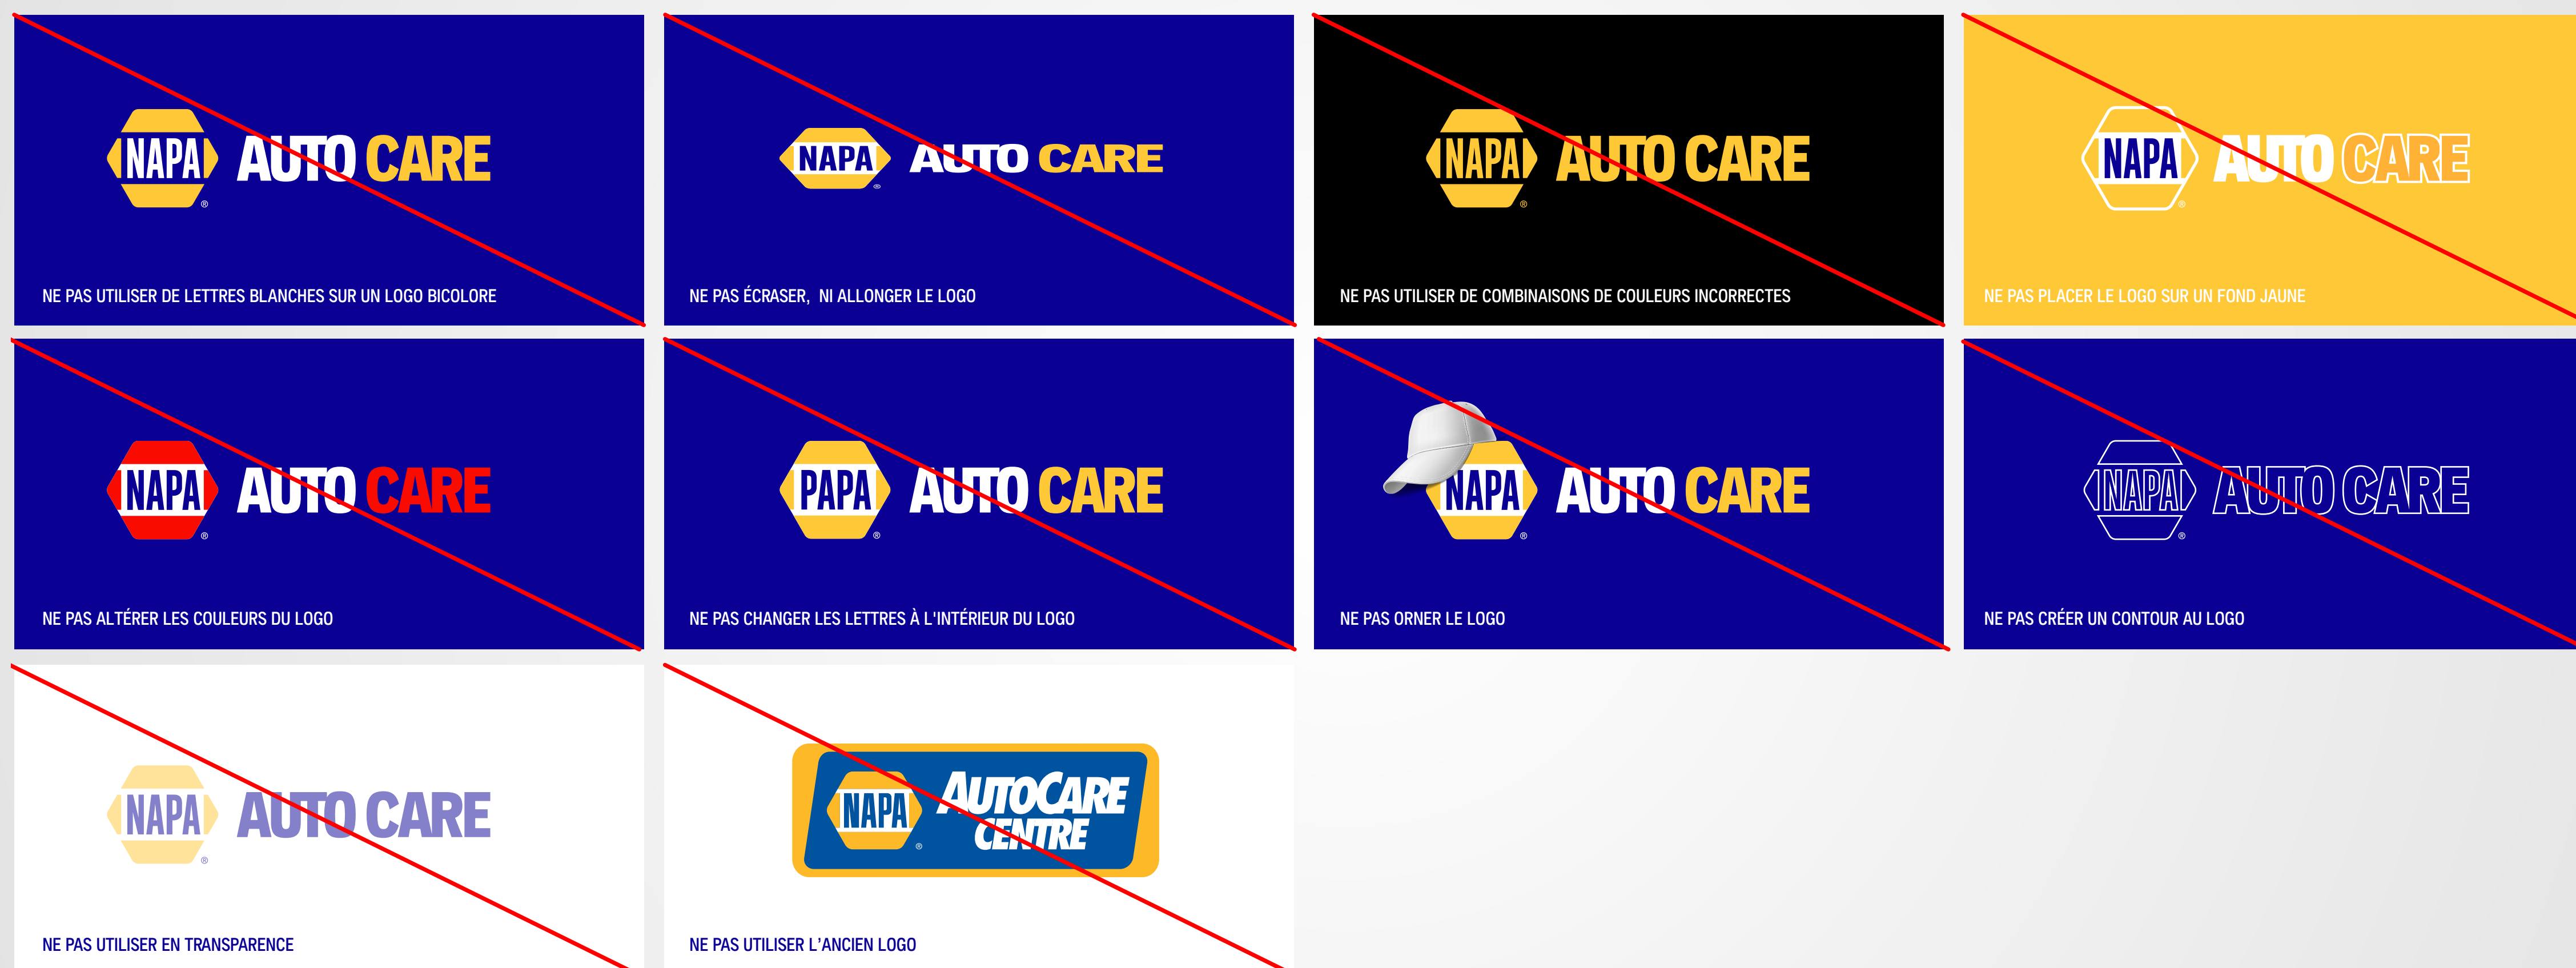 NAPA AUTO CARE
®
NE PAS UTILISER DE LETTRES BLANCHES SUR UN LOGO BICOLORE
NAPA AUTO CARE
®
NE PAS ÉCRASER, NI ALLONGER LE LOGO
NAPA AUTO CARE
®
NE PAS UTILISER DE COMBINAISONS DE COULEURS INCORRECTES
NAPA AUTO CARE
®
NE PAS PLACER LE LOGO SUR UN FOND JAUNE
NAPA AUTO CARE
®
NE PAS ALTÉRER LES COULEURS DU LOGO
PAPA AUTO CARE
®
NE PAS CHANGER LES LETTRES À L'INTÉRIEUR DU LOGO
NAPA AUTO CARE
®
NE PAS ORNER LE LOGO
NAPA AUTO CARE
®
NE PAS CRÉER UN CONTOUR AU LOGO
NAPA AUTO CARE
®
NE PAS UTILISER EN TRANSPARENCE
NAPA AUTOCARE
CENTRE
®
NE PAS UTILISER L’ANCIEN LOGO